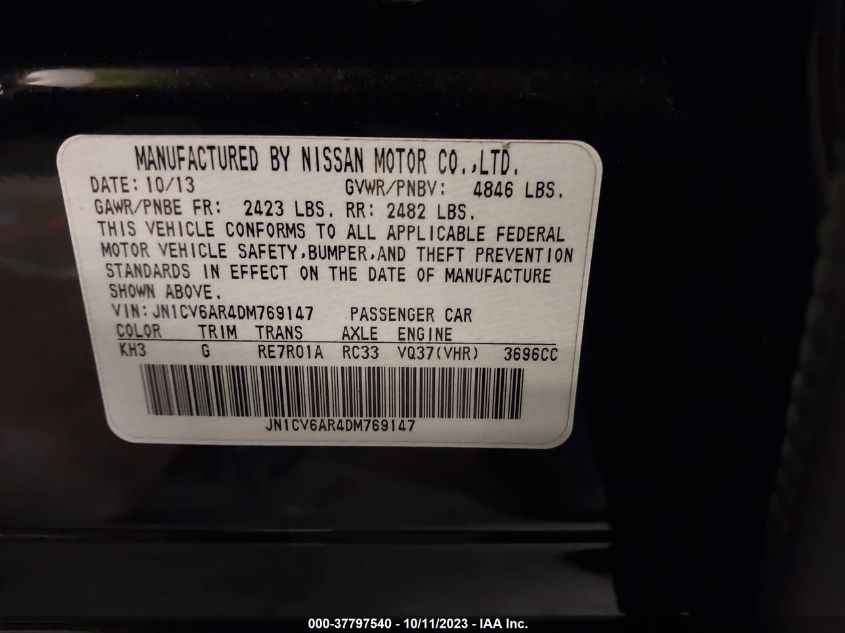 MANUFACTURED BY NISSAN MOTOR CO.,LTD.
DATE: 10/13 GVWR/PNBV: 4846 LBS.
GAWR/PNBE FR: 2423 LBS. RR: 2482 LBS.
THIS VEHICLE CONFORMS TO ALL APPLICABLE FEDERAL
MOTOR VEHICLE SAFETY,BUMPER,AND THEFT PREVENTION
STANDARDS IN EFFECT ON THE DATE OF MANUFACTURE
SHOWN ABOVE.
VIN: JN1CV6AR4DM769147 PASSENGER CAR
COLOR TRIM TRANS AXLE ENGINE
KH3 G RE7R01A RC33 VQ37(VHR) 3696CC
JN1CV6AR4DM769147
000-37797540 - 10/11/2023 - IAA Inc.